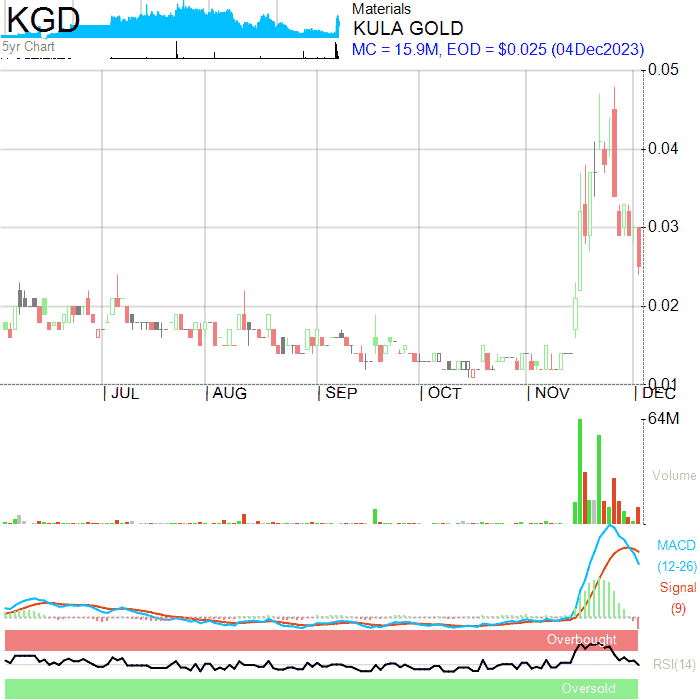 KGD
5yr Chart
Materials
KULA GOLD
MC = 15.9M, EOD = $0.025 (04Dec2023)
0.05
0.04
0.03
0.02
0.01
JUL AUG SEP OCT NOV DEC
64M
Volume
MACD
(12-26)
Signal
(9)
Overbought
RSI(14)
Oversold